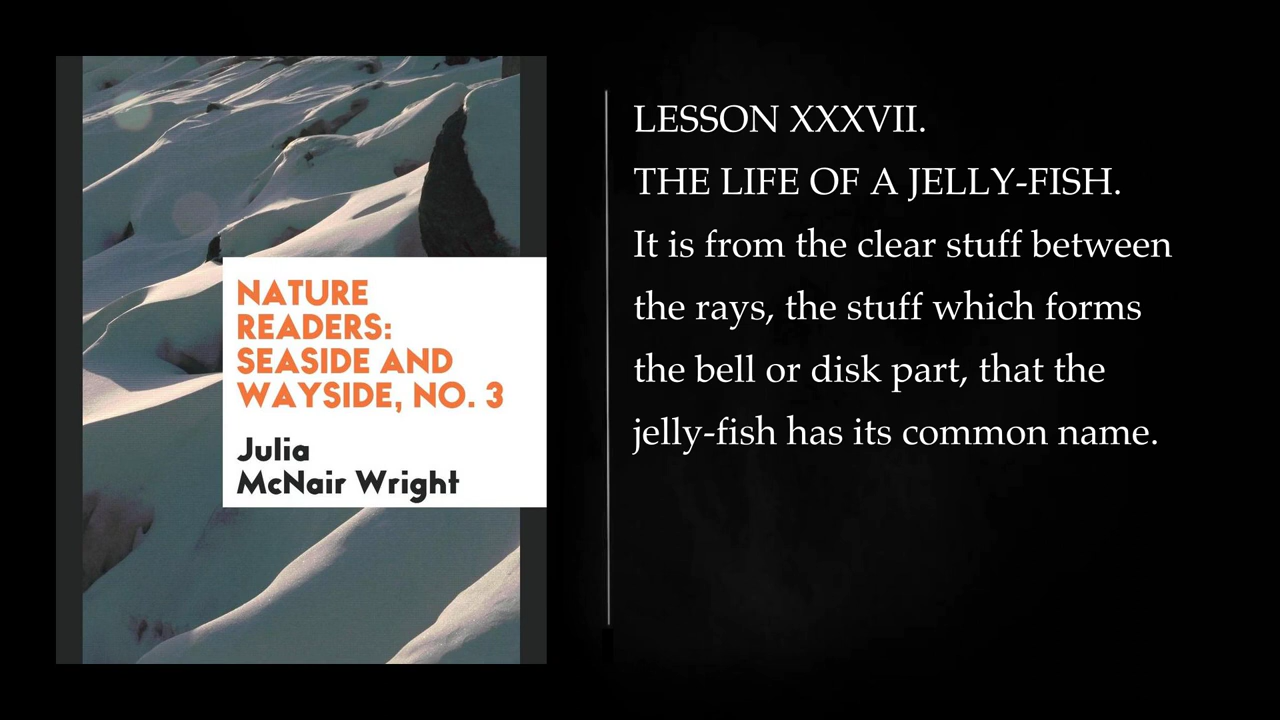 NATURE
READERS:
SEASIDE AND
WAYSIDE, NO. 3
Julia
McNair Wright
LESSON XXXVII.
THE LIFE OF A JELLY-FISH.
It is from the clear stuff between
the rays, the stuff which forms
the bell or disk part, that the
jelly-fish has its common name.